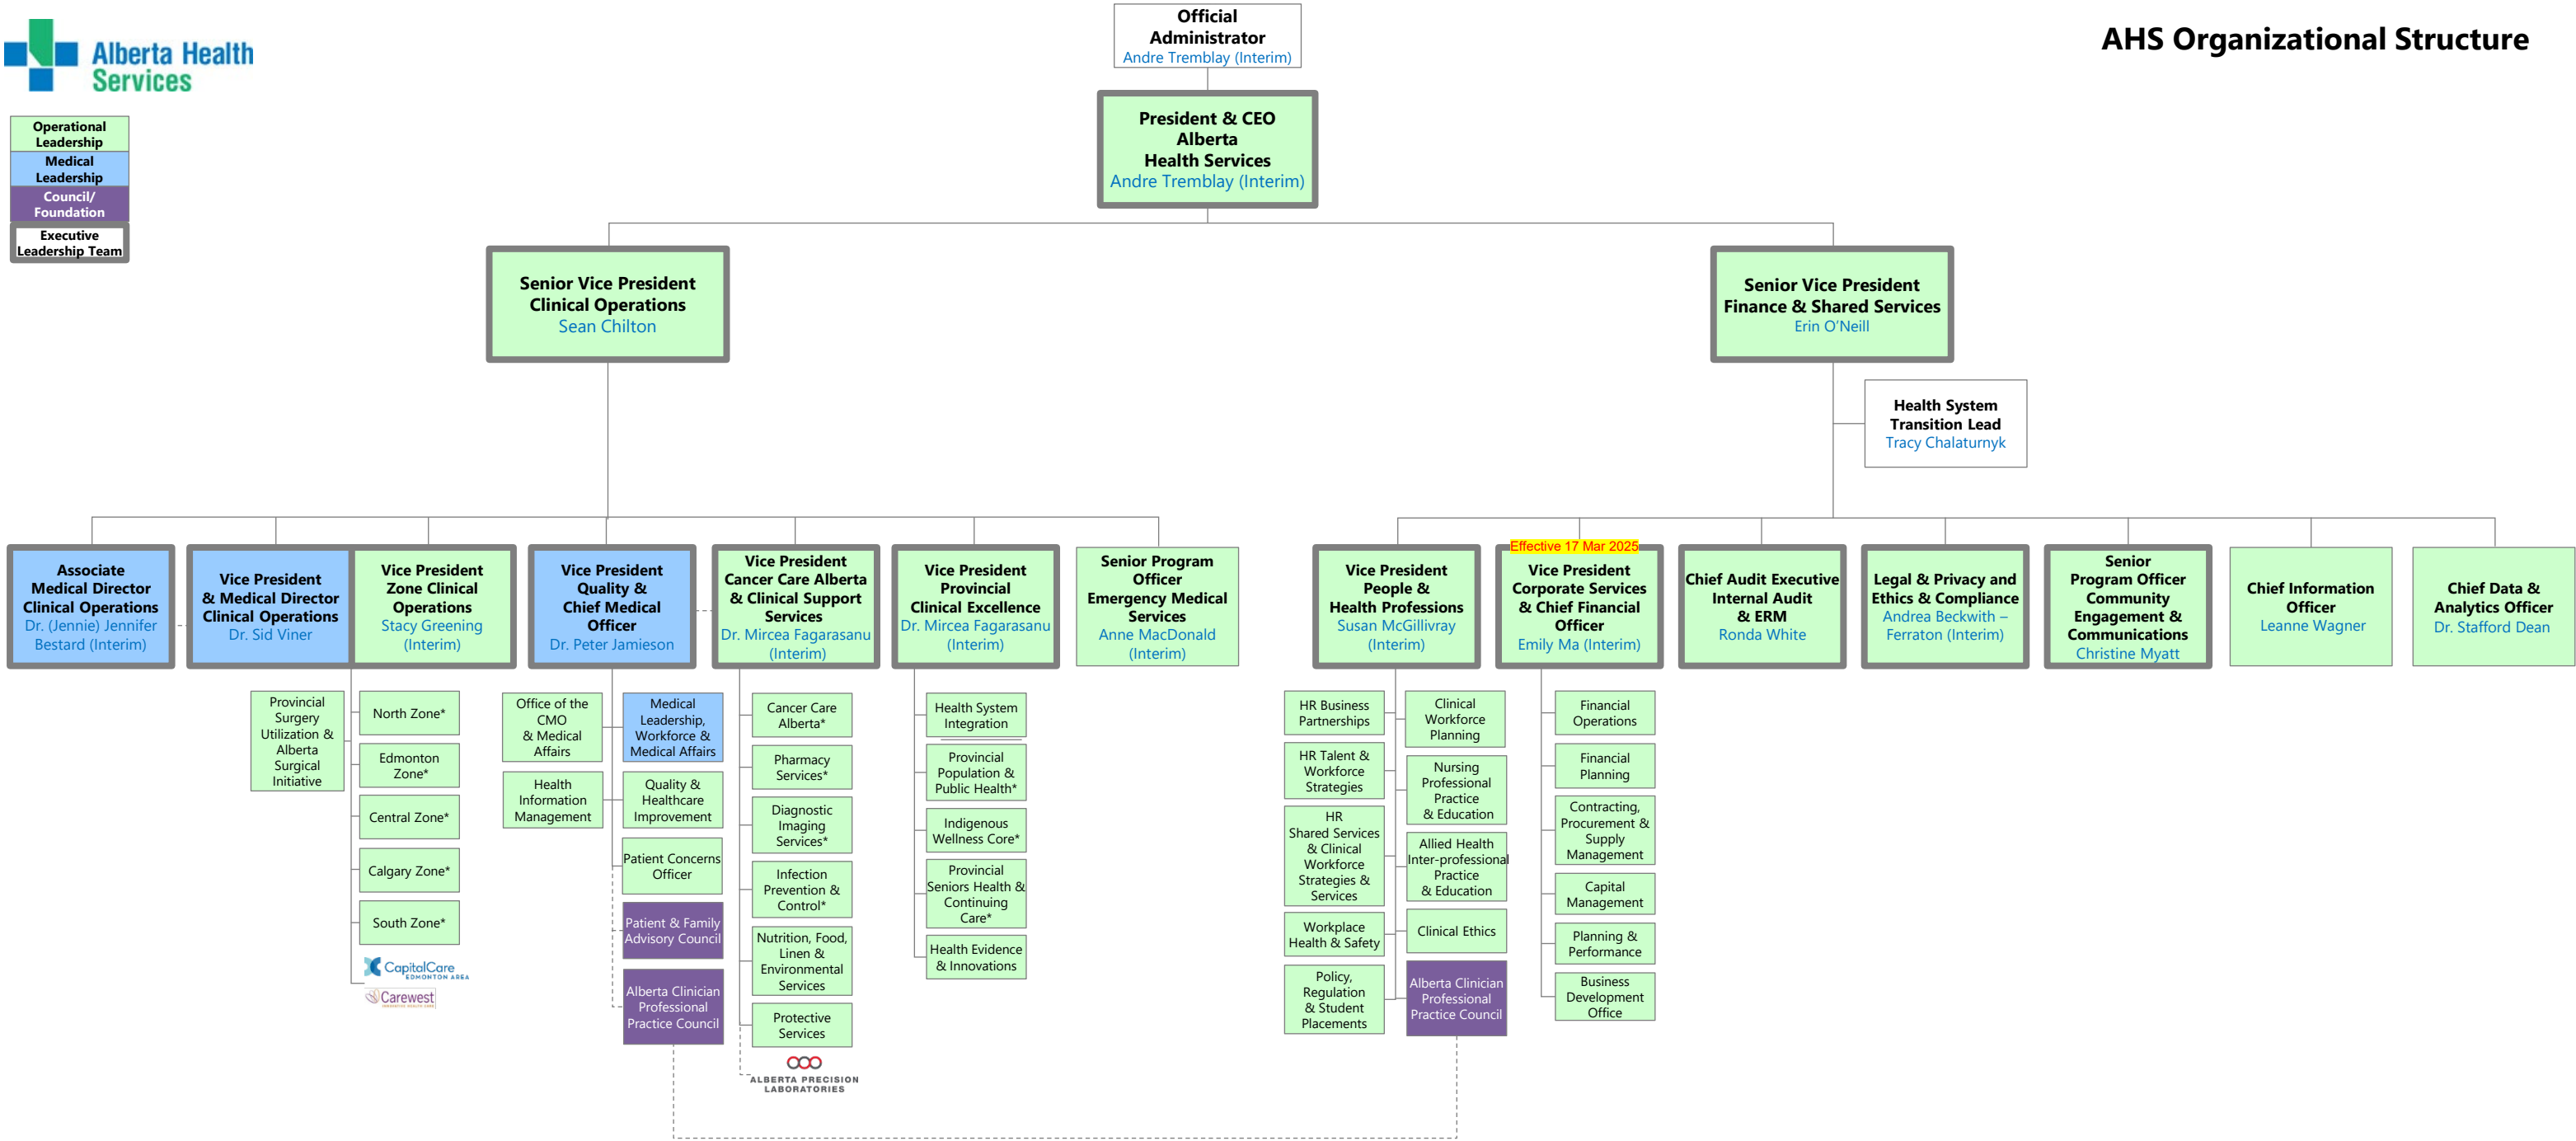 Alberta Health
Services
AHS Organizational Structure
Operational
Leadership
Medical
Leadership
Council/
Foundation
Executive
Leadership Team
Official
Administrator
Andre Tremblay (Interim)
President & CEO
Alberta
Health Services
Andre Tremblay (Interim)
Senior Vice President
Clinical Operations
Sean Chilton
Senior Vice President
Finance & Shared Services
Erin O'Neill
Health System
Transition Lead
Tracy Chalaturnyk
Associate
Medical Director
Clinical Operations
Dr. (Jennie) Jennifer
Bestard (Interim)
Vice President
& Medical Director
Clinical Operations
Dr. Sid Viner
Vice President
Zone Clinical
Operations
Stacy Greening
(Interim)
Vice President
Quality &
Chief Medical
Officer
Dr. Peter Jamieson
Vice President
Cancer Care Alberta
& Clinical Support
Services
Dr. Mircea Fagarasanu
(Interim)
Vice President
Provincial
Clinical Excellence
Dr. Mircea Fagarasanu
(Interim)
Senior Program
Officer
Emergency Medical
Services
Anne MacDonald
(Interim)
Vice President
People &
Health Professions
Susan McGillivray
(Interim)
Effective 17 Mar 2025
Vice President
Corporate Services
& Chief Financial
Officer
Emily Ma (Interim)
Chief Audit Executive
Internal Audit
& ERM
Ronda White
Legal & Privacy and
Ethics & Compliance
Andrea Beckwith –
Ferraton (Interim)
Senior
Program Officer
Community
Engagement &
Communications
Christine Myatt
Chief Information
Officer
Leanne Wagner
Chief Data &
Analytics Officer
Dr. Stafford Dean
Provincial
Surgery
Utilization &
Alberta
Surgical
Initiative
North Zone*
Edmonton
Zone*
Central Zone*
Calgary Zone*
South Zone*
CapitalCare
EDMONTON AREA
Carewest
Office of the
CMO
& Medical
Affairs
Health
Information
Management
Medical
Leadership,
Workforce &
Medical Affairs
Quality &
Healthcare
Improvement
Patient Concerns
Officer
Patient & Family
Advisory Council
Alberta Clinician
Professional
Practice Council
Cancer Care
Alberta*
Pharmacy
Services*
Diagnostic
Imaging
Services*
Infection
Prevention &
Control*
Nutrition, Food,
Linen &
Environmental
Services
Protective
Services
ALBERTA PRECISION
LABORATORIES
Health System
Integration
Provincial
Population &
Public Health*
Indigenous
Wellness Core*
Provincial
Seniors Health &
Continuing
Care*
Health Evidence
& Innovations
HR Business
Partnerships
HR Talent &
Workforce
Strategies
HR
Shared Services
& Clinical
Workforce
Strategies &
Services
Workplace
Health & Safety
Policy,
Regulation
& Student
Placements
Clinical
Workforce
Planning
Nursing
Professional
Practice
& Education
Allied Health
Inter-professional
Practice
& Education
Clinical Ethics
Alberta Clinician
Professional
Practice Council
Financial
Operations
Financial
Planning
Contracting,
Procurement &
Supply
Management
Capital
Management
Planning &
Performance
Business
Development
Office